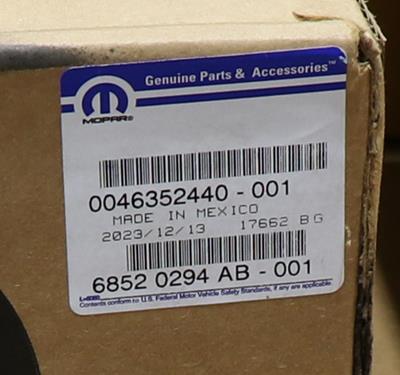 Genuine Parts & Accessories™
MOPAR®
0046352440 - 001
MADE IN MEXICO
2023/12/13 17662 BG
6852 0294 AB - 001
Contents conform to U.S. Federal Motor Vehicle Safety Standards, if any are applicable.